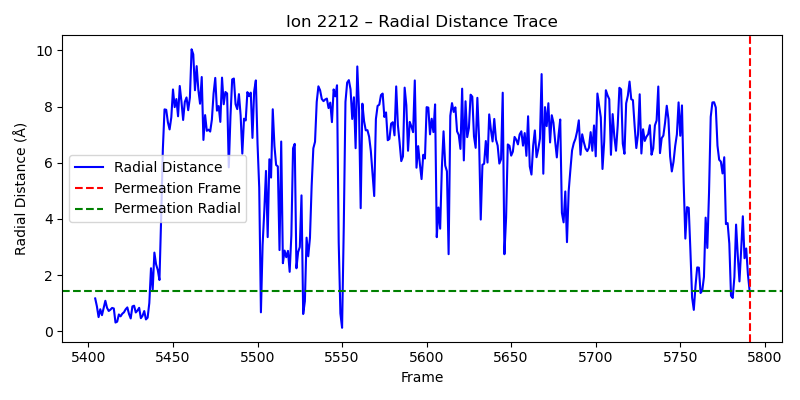 Ion 2212 – Radial Distance Trace
Radial Distance (Å)
10
8
6
4
2
0
Radial Distance
Permeation Frame
Permeation Radial
5400 5450 5500 5550 5600 5650 5700 5750 5800
Frame